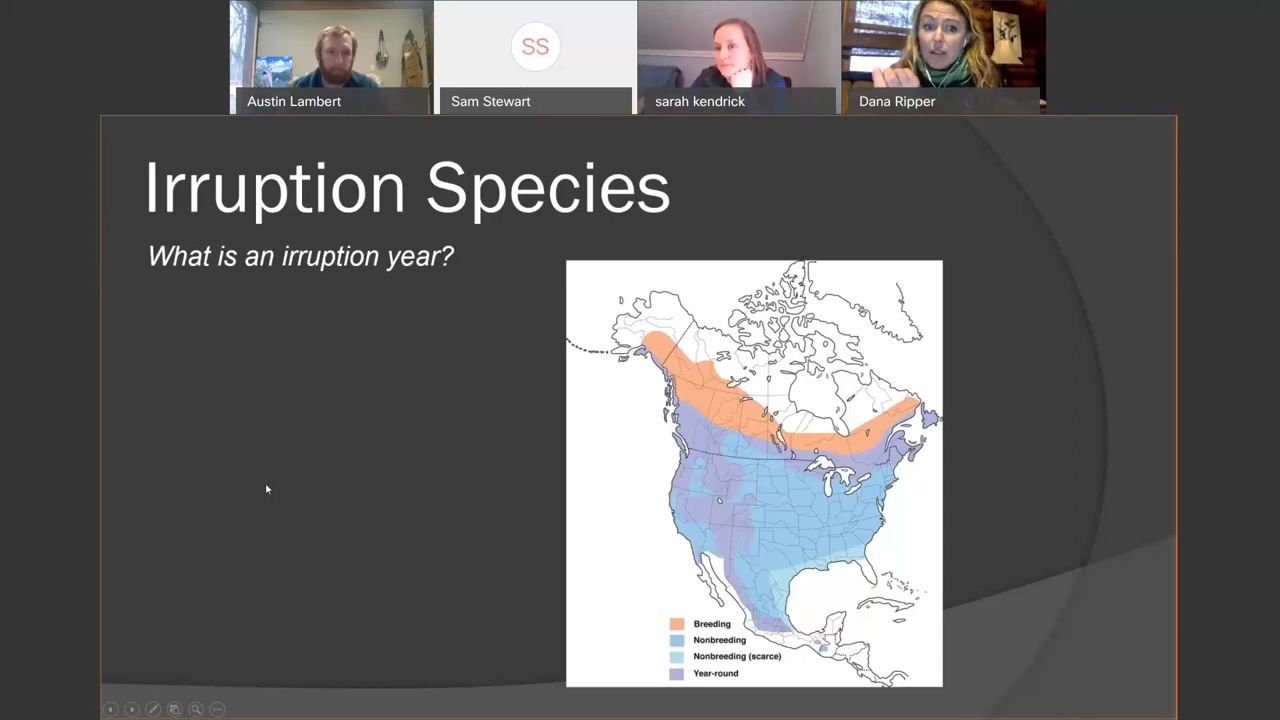 SS
Austin Lambert
Sam Stewart
sarah kendrick
Dana Ripper
Irruption Species
What is an irruption year?
Breeding
Nonbreeding
Nonbreeding (scarce)
Year-round